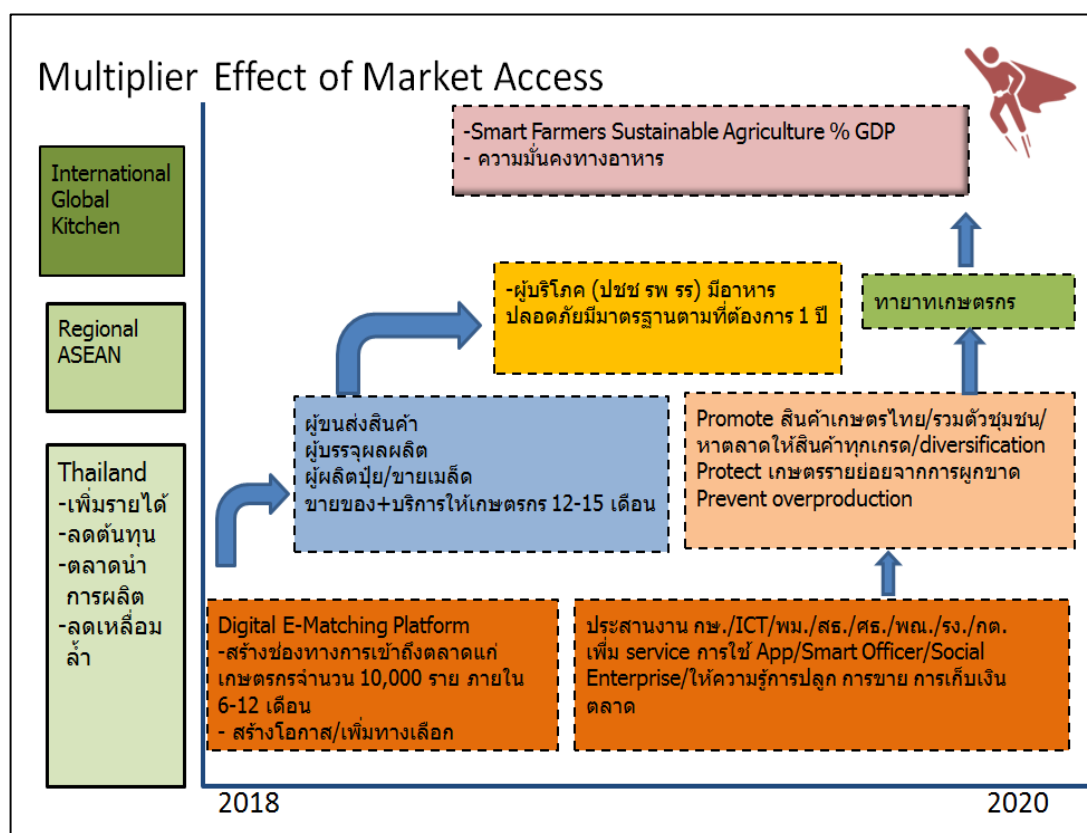 Multiplier Effect of Market Access
-Smart Farmers Sustainable Agriculture % GDP
- ความมั่นคงทางอาหาร
International
Global
Kitchen
-ผู้บริโภค (ปชช รพ รร) มีอาหาร
ปลอดภัยมีมาตรฐานตามที่ต้องการ 1 ปี
ทายาทเกษตรกร
Regional
ASEAN
ผู้ขนส่งสินค้า
ผู้บรรจุผลผลิต
ผู้ผลิตปุ๋ย/ขายเมล็ด
ขายของ+บริการให้เกษตรกร 12-15 เดือน
Promote สินค้าเกษตรไทย/รวมตัวชุมชน/
หาตลาดให้สินค้าทุกเกรด/diversification
Protect เกษตรรายย่อยจากการผูกขาด
Prevent overproduction
Thailand
-เพิ่มรายได้
-ลดต้นทุน
-ตลาดนำ
การผลิต
-ลดเหลื่อม
ล้ำ
Digital E-Matching Platform
-สร้างช่องทางการเข้าถึงตลาดแก่
เกษตรกรจำนวน 10,000 ราย ภายใน
6-12 เดือน
- สร้างโอกาส/เพิ่มทางเลือก
ประสานงาน กษ./ICT/พม./สธ./ศธ./พณ./รง./กต.
เพิ่ม service การใช้ App/Smart Officer/Social
Enterprise/ให้ความรู้การปลูก การขาย การเก็บเงิน
ตลาด
2018
2020